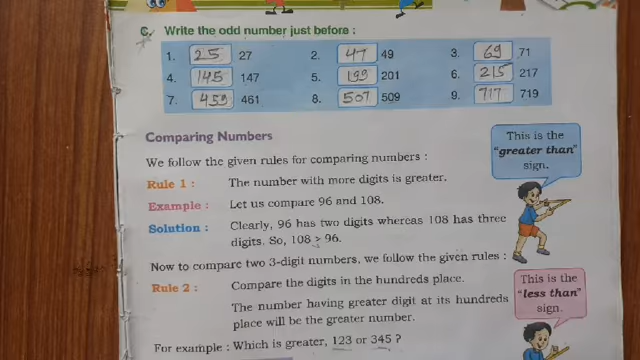 C. Write the odd number just before :
1. 25 27 2. 47 49 3. 69 71
4. 145 147 5. 199 201 6. 215 217
7. 459 461 8. 507 509 9. 717 719
Comparing Numbers
We follow the given rules for comparing numbers :
This is the
"greater than"
sign.
Rule 1 : The number with more digits is greater.
Example : Let us compare 96 and 108.
Solution : Clearly, 96 has two digits whereas 108 has three
digits. So, 108 > 96.
Now to compare two 3-digit numbers, we follow the given rules :
Rule 2 : Compare the digits in the hundreds place.
The number having greater digit at its hundreds
place will be the greater number.
This is the
"less than"
sign.
For example : Which is greater, 123 or 345 ?